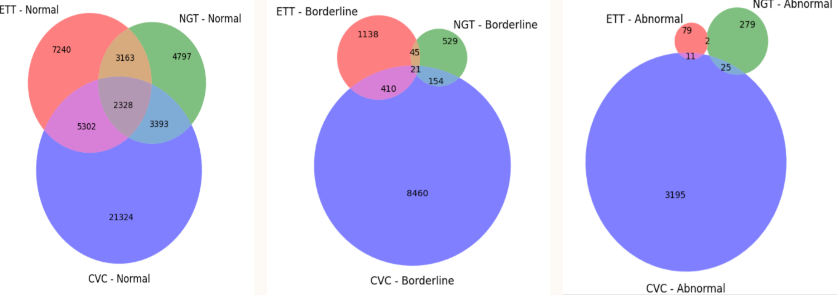 ETT - Normal
NGT - Normal
7240
3163
4797
2328
5302
3393
21324
CVC - Normal
ETT - Borderline
NGT - Borderline
1138
45
529
21
410
154
8460
CVC - Borderline
ETT - Abnormal
NGT - Abnormal
79
2
279
11
25
3195
CVC - Abnormal